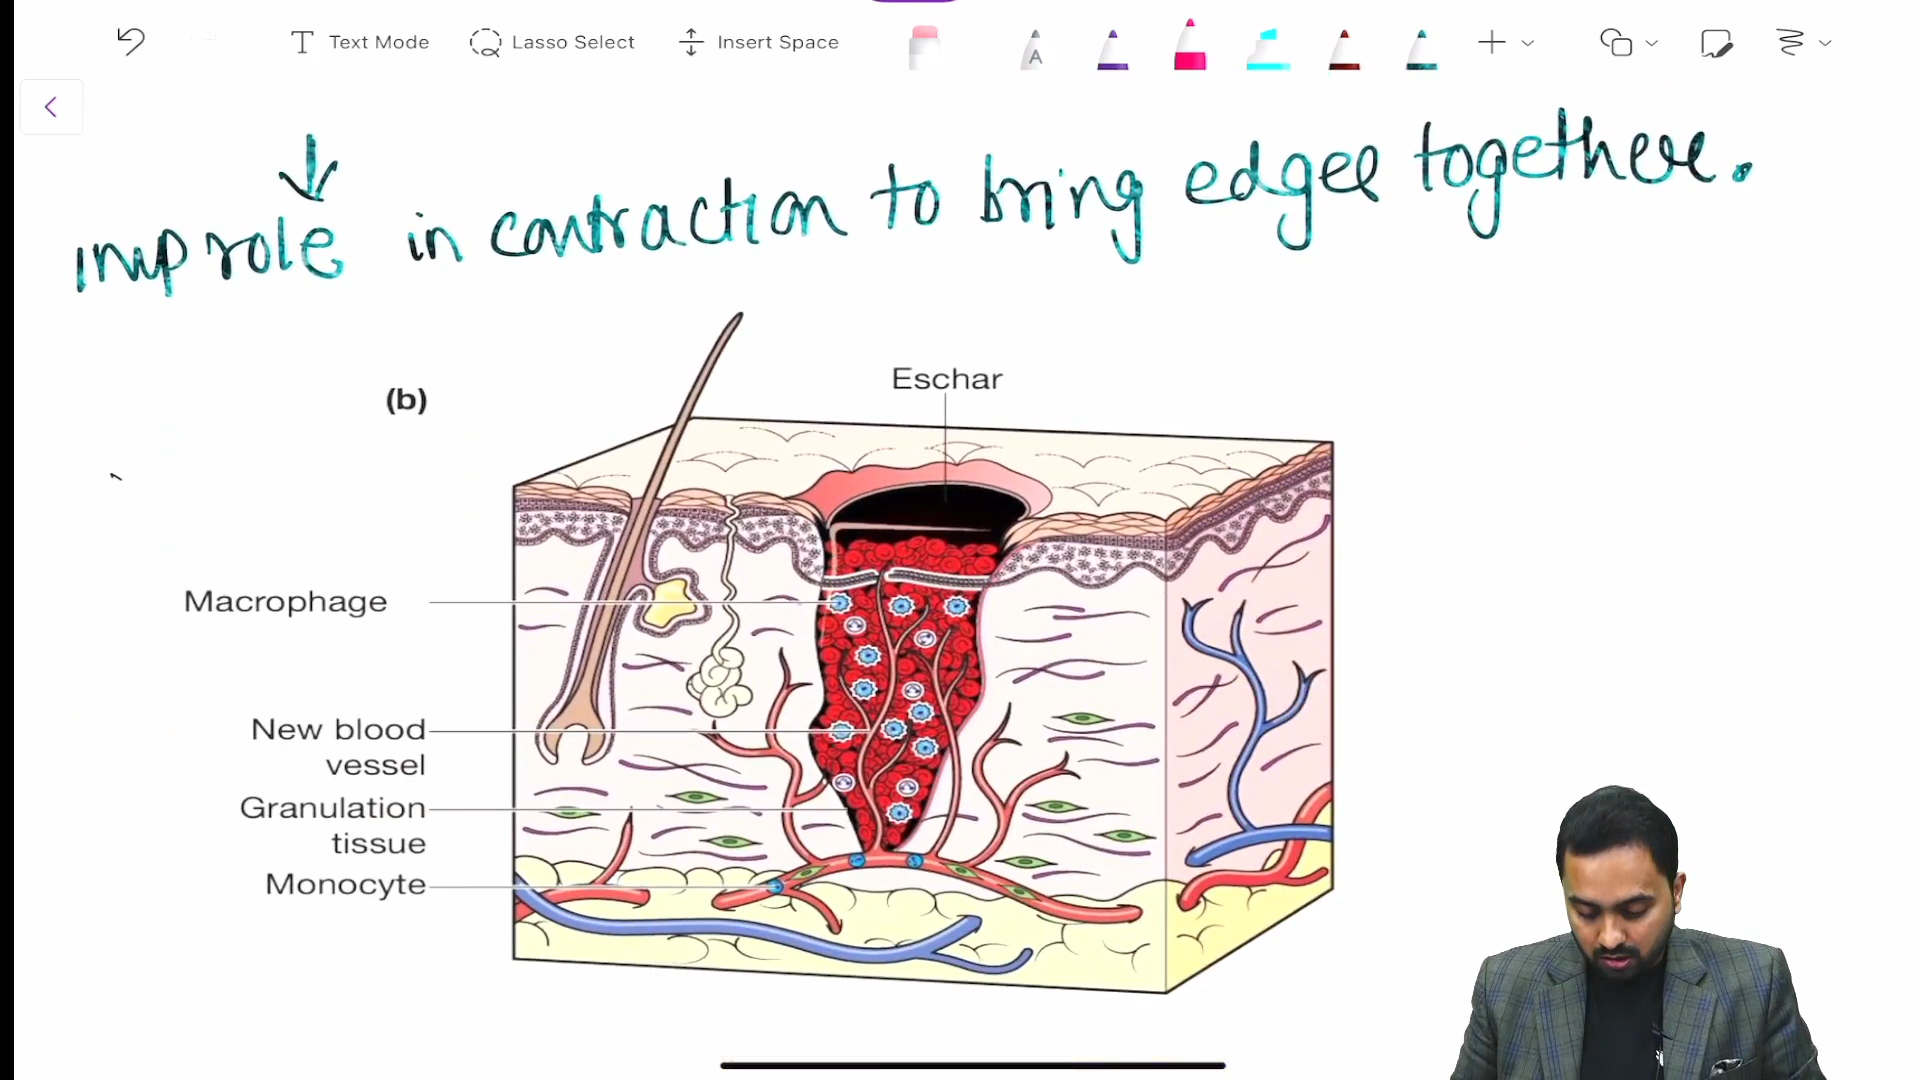 Text Mode
Lasso Select
Insert Space
A
imp role in contraction to bring edges together.
(b)
Eschar
Macrophage
New blood
vessel
Granulation
tissue
Monocyte